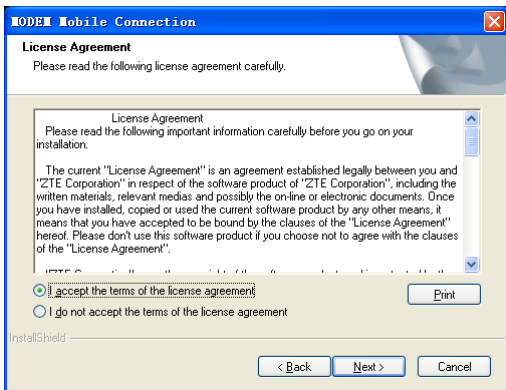 MODEM Mobile Connection
License Agreement
Please read the following license agreement carefully.
License Agreement
Please read the following important information carefully before you go on your
installation.
The current "License Agreement" is an agreement established legally between you and
"ZTE Corporation" in respect of the software product of "ZTE Corporation", including the
written materials, relevant medias and possibly the on-line or electronic documents. Once
you have installed, copied or used the current software product by any other means, it
means that you have accepted to be bound by the clauses of the "License Agreement"
hereof. Please don't use this software product if you choose not to agree with the clauses
of the "License Agreement".
I accept the terms of the license agreement
Print
I do not accept the terms of the license agreement
InstallShield
< Back
Next >
Cancel